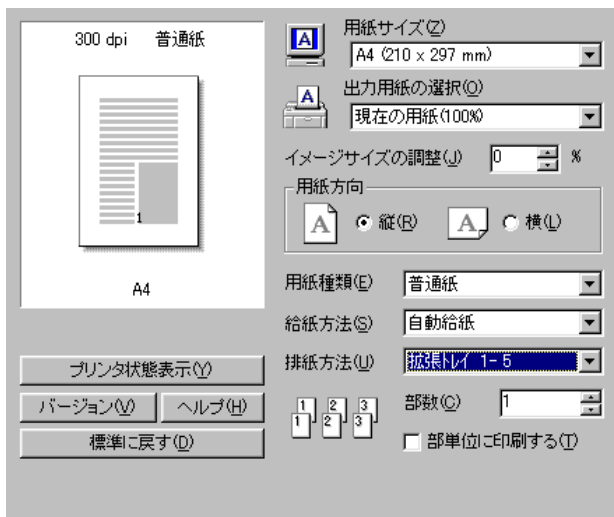 300 dpi 普通紙
1
A4
プリンタ状態表示(Y)
バージョン(V) ヘルプ(H)
標準に戻す(D)
A
用紙サイズ(Z)
A4 (210 x 297 mm)
A
出力用紙の選択(O)
現在の用紙(100%)
イメージサイズの調整(J) 0 %
用紙方向
A 縦(R) A 横(L)
用紙種類(E) 普通紙
給紙方法(S) 自動給紙
排紙方法(U) 拡張トレイ 1- 5
1 1 2 2 3 3
部数(C) 1
部単位に印刷する(T)